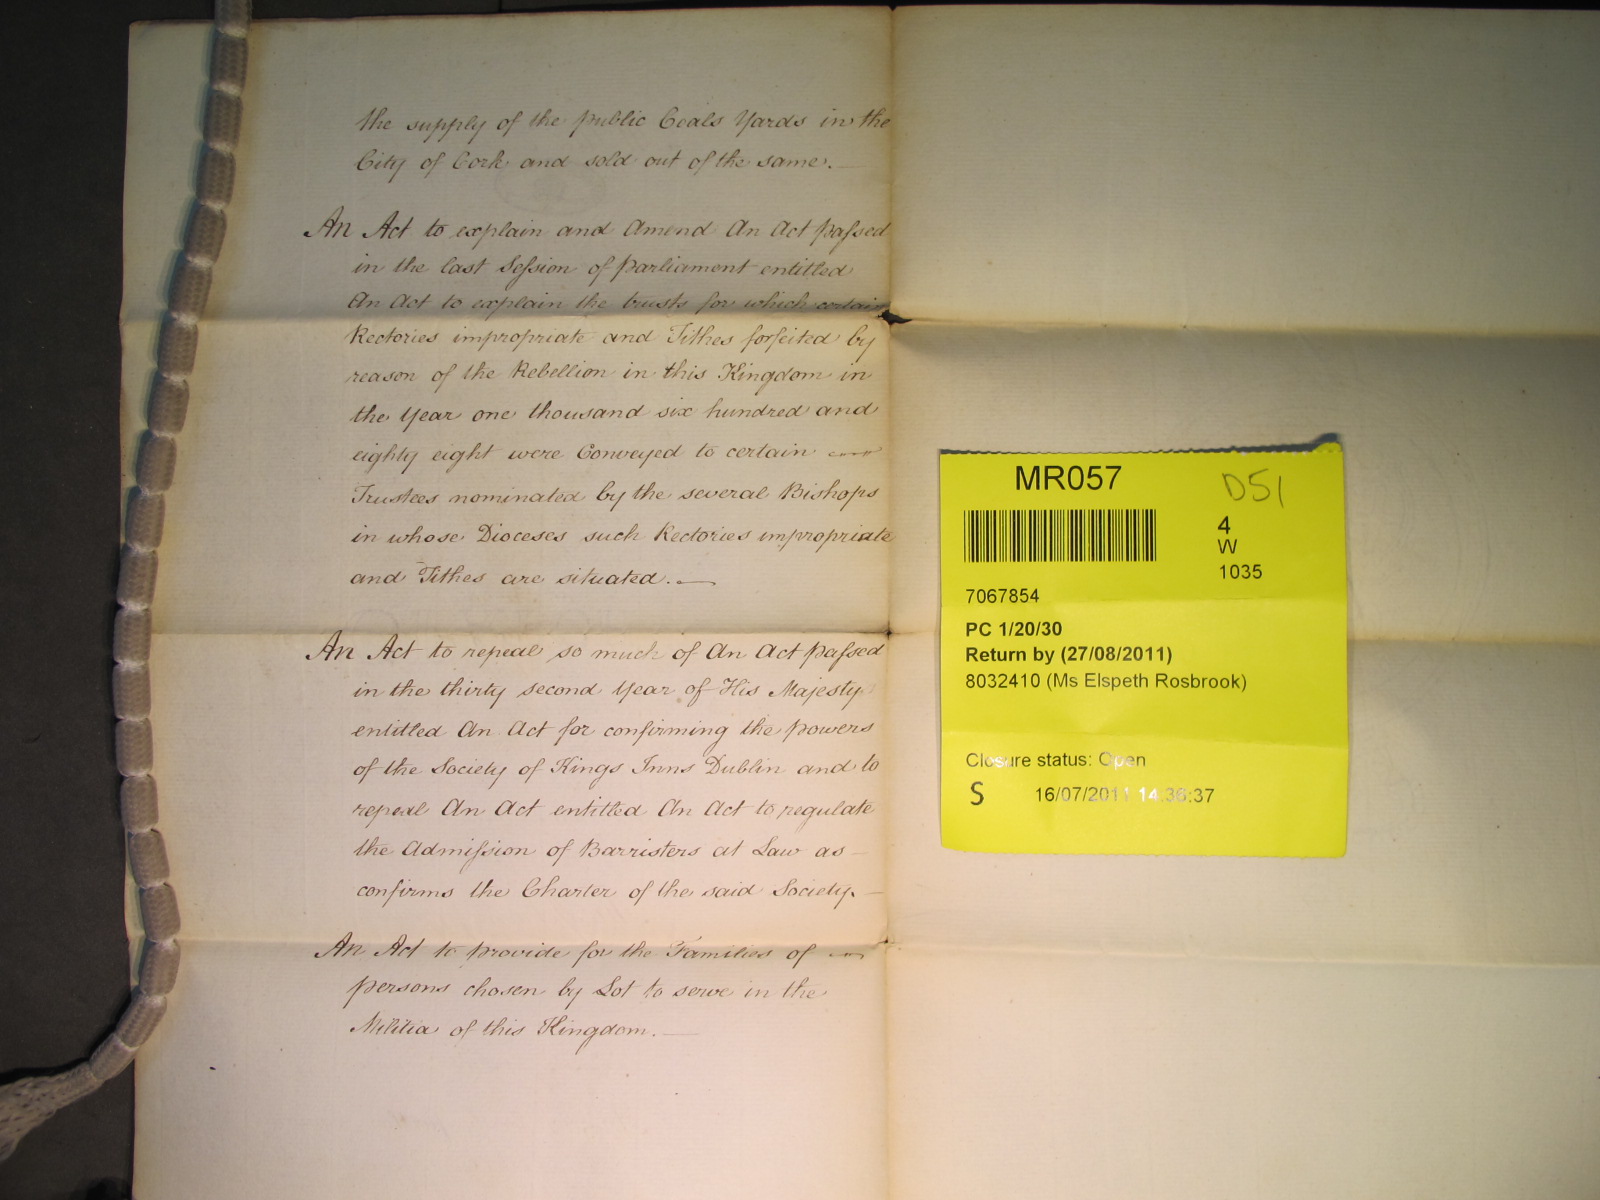 the supply of the public Coals Yards in the
City of Cork and sold out of the same.
An Act to explain and Amend An Act passed
in the last Session of Parliament entitled
An Act to explain the trusts for which certain
Rectories impropriate and Tithes forfeited by
reason of the Rebellion in this Kingdom in
the Year one thousand six hundred and
eighty eight were Conveyed to certain
Trustees nominated by the several Bishops
in whose Dioceses such Rectories impropriate
and Tithes are situated.
An Act to repeal so much of An Act passed
in the thirty second Year of His Majesty
entitled An Act for confirming the powers
of the Society of Kings Inns Dublin and to
repeal An Act entitled An Act to regulate
the Admission of Barristers at Law as
confirms the Charter of the said Society.
An Act to provide for the Families of
persons chosen by Lot to serve in the
Militia of this Kingdom.
MR057
D51
4
W
1035
7067854
PC 1/20/30
Return by (27/08/2011)
8032410 (Ms Elspeth Rosbrook)
Closure status: Open
S 16/07/2011 14:36:37